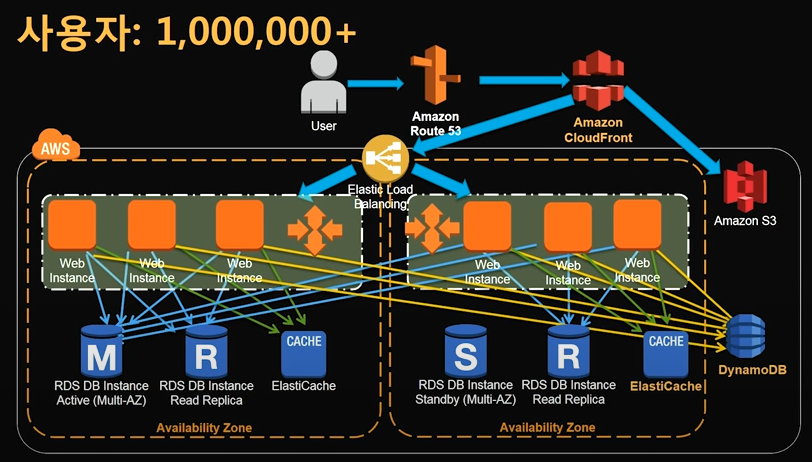 사용자: 1,000,000+
User
Amazon
Route 53
Amazon
CloudFront
AWS
Elastic Load
Balancing
Amazon S3
Web
Instance
Web
Instance
Web
Instance
Web
Instance
Web
Instance
Web
Instance
M
R
CACHE
S
R
CACHE
RDS DB Instance
Active (Multi-AZ)
RDS DB Instance
Read Replica
ElastiCache
RDS DB Instance
Standby (Multi-AZ)
RDS DB Instance
Read Replica
ElastiCache
DynamoDB
Availability Zone
Availability Zone